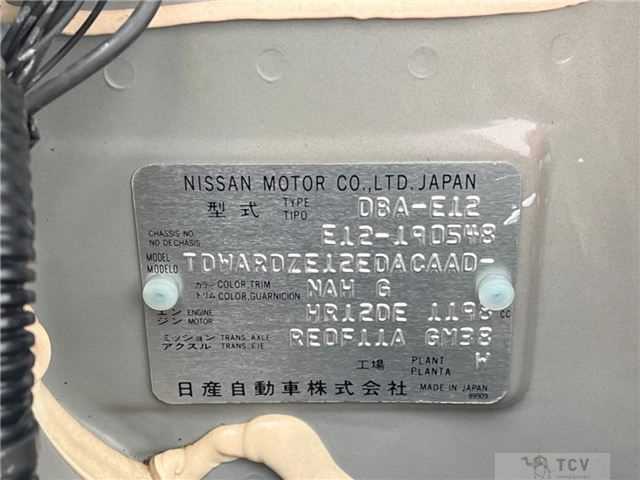 NISSAN MOTOR CO.,LTD. JAPAN
型式 TYPE TIPO DBA-E12
CHASSIS NO. NO DECHASIS E12-190548
MODEL MODELO TDWARDZE12EDACAAD-
カラー COLOR,TRIM トリム COLOR,GUARNICION NAH G
エンジン ENGINE MOTOR HR12DE 1198 cc
ミッション アクスル TRANS.AXLE TRANS.EJE REOF11A GM38
工場 PLANT PLANTA W
日産自動車株式会社 MADE IN JAPAN
89909
TCV